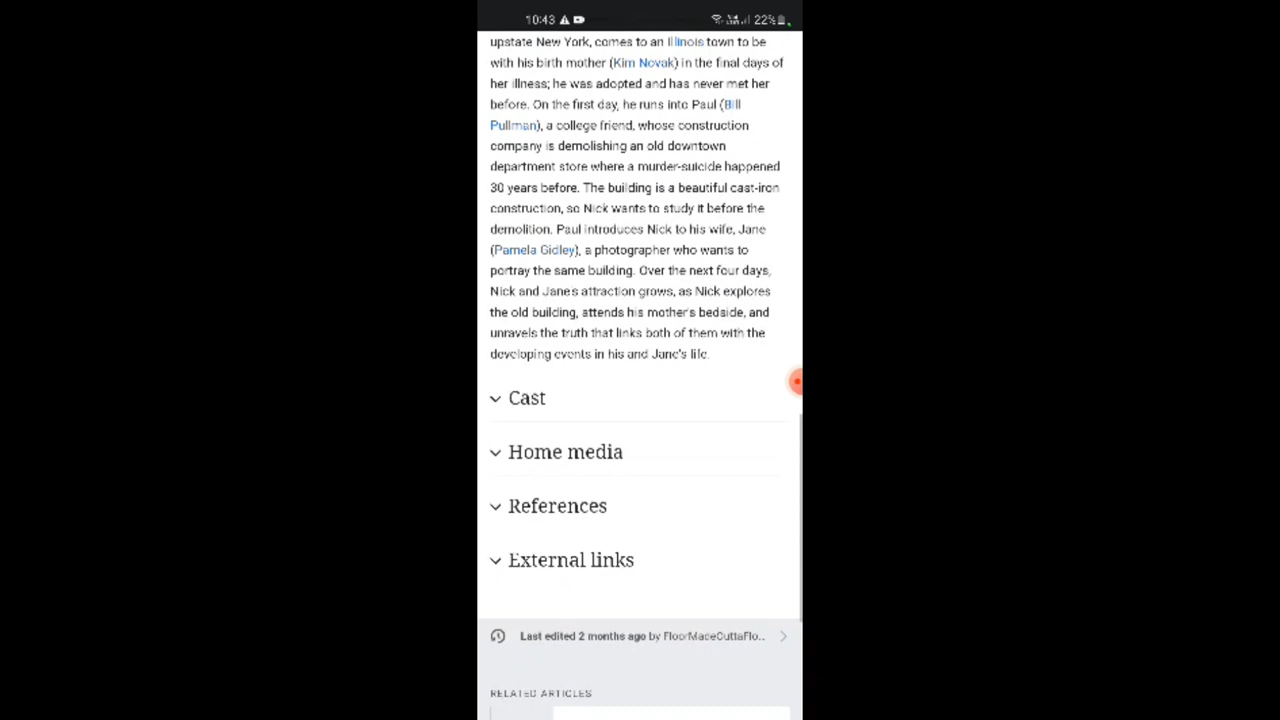 10:43 22%
upstate New York, comes to an Illinois town to be
with his birth mother (Kim Novak) in the final days of
her illness; he was adopted and has never met her
before. On the first day, he runs into Paul (Bill
Pullman), a college friend, whose construction
company is demolishing an old downtown
department store where a murder-suicide happened
30 years before. The building is a beautiful cast-iron
construction, so Nick wants to study it before the
demolition. Paul introduces Nick to his wife, Jane
(Pamela Gidley), a photographer who wants to
portray the same building. Over the next four days,
Nick and Jane's attraction grows, as Nick explores
the old building, attends his mother's bedside, and
unravels the truth that links both of them with the
developing events in his and Jane's life.
Cast
Home media
References
External links
Last edited 2 months ago by FloorMadeOuttaFlo..
RELATED ARTICLES